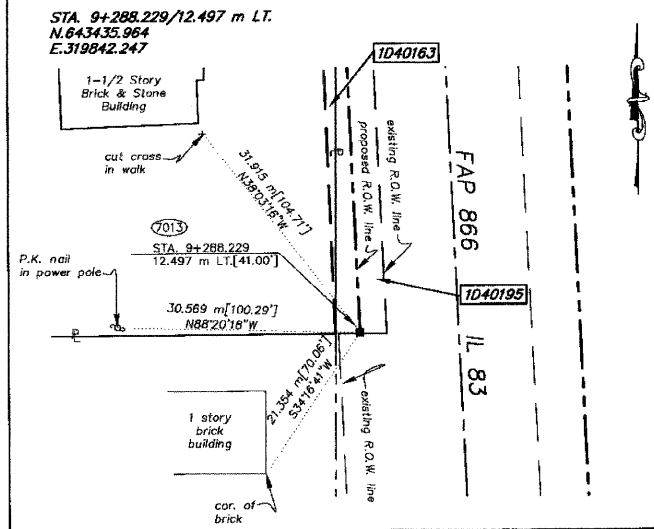 STA. 9+288.229/12.497 m LT.
N.643435.964
E.319842.247
1D40163
1-1/2 Story
Brick & Stone
Building
cut cross
in walk
31.915 m[104.71']
N38°03'16"W
existing R.O.W. line
proposed R.O.W. line
FAP 866
7013
STA. 9+288.229
12.497 m LT.[41.00']
P.K. nail
in power pole
30.569 m[100.29']
N88°20'18"W
1D40195
IL 83
21.354 m[70.06']
S34°16'41"W
existing R.O.W. line
1 story
brick
building
cor. of
brick